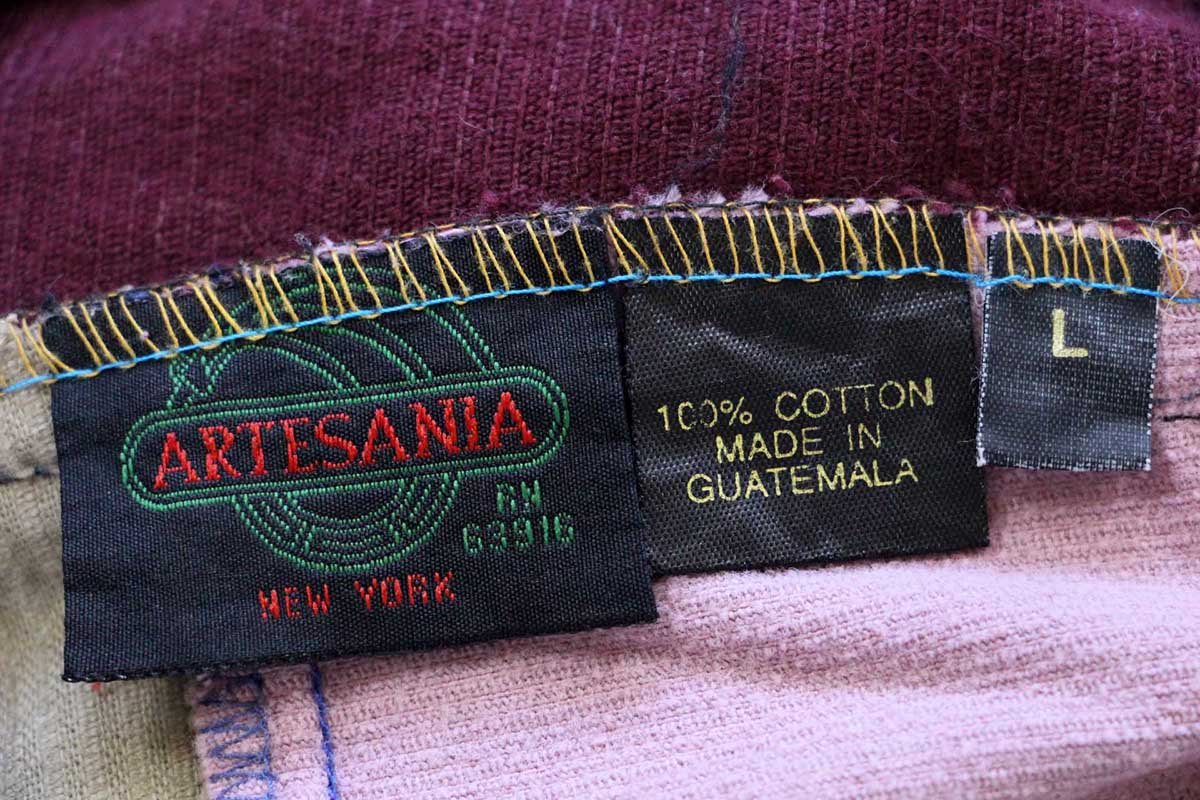 ARTESANIA
RN
63916
NEW YORK
100% COTTON
MADE IN
GUATEMALA
L